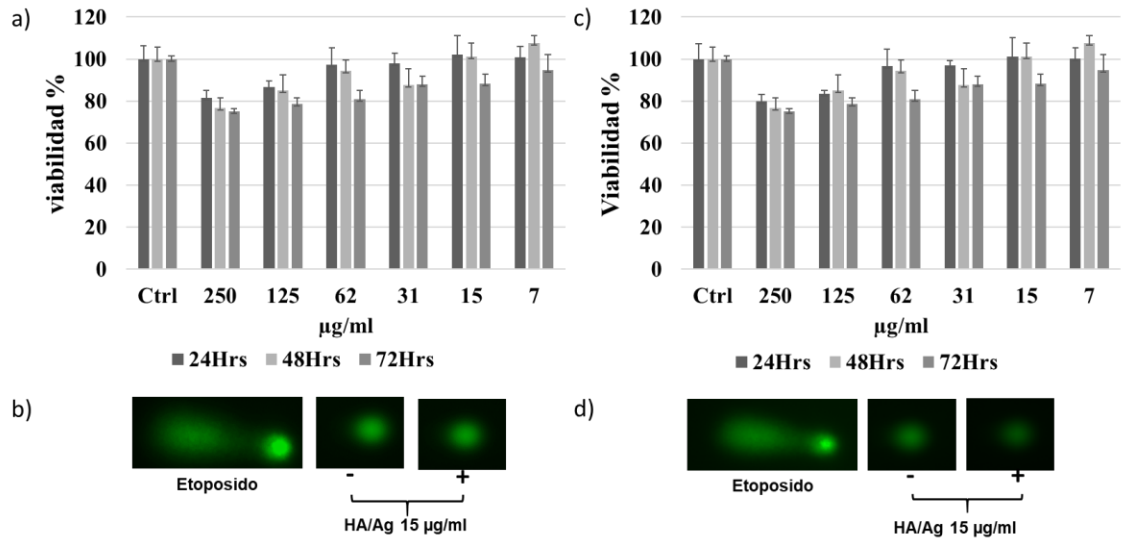 a)
120
100
80
60
40
20
0
viabilidad %
Ctrl 250 125 62 31 15 7
µg/ml
24Hrs 48Hrs 72Hrs
c)
120
100
80
60
40
20
0
Viabilidad %
Ctrl 250 125 62 31 15 7
µg/ml
24Hrs 48Hrs 72Hrs
b)
Etoposido
- +
HA/Ag 15 µg/ml
d)
Etoposido
- +
HA/Ag 15 µg/ml